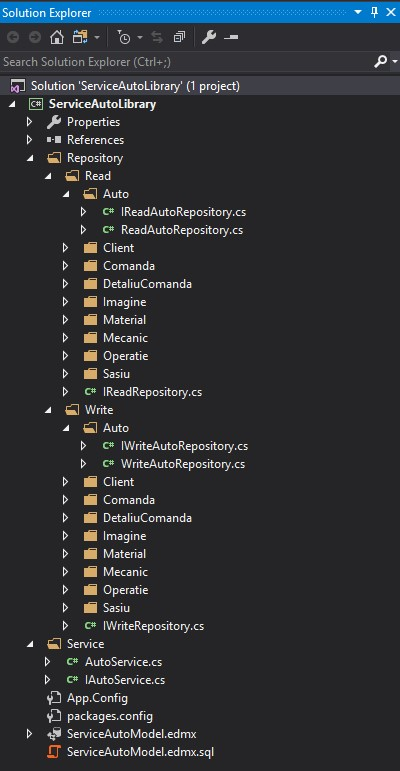 Solution Explorer
Search Solution Explorer (Ctrl+;)
Solution 'ServiceAutoLibrary' (1 project)
C# ServiceAutoLibrary
Properties
References
Repository
Read
Auto
C# IReadAutoRepository.cs
C# ReadAutoRepository.cs
Client
Comanda
DetaliuComanda
Imagine
Material
Mecanic
Operatie
Sasiu
C# IReadRepository.cs
Write
Auto
C# IWriteAutoRepository.cs
C# WriteAutoRepository.cs
Client
Comanda
DetaliuComanda
Imagine
Material
Mecanic
Operatie
Sasiu
C# IWriteRepository.cs
Service
C# AutoService.cs
C# IAutoService.cs
App.Config
packages.config
ServiceAutoModel.edmx
ServiceAutoModel.edmx.sql